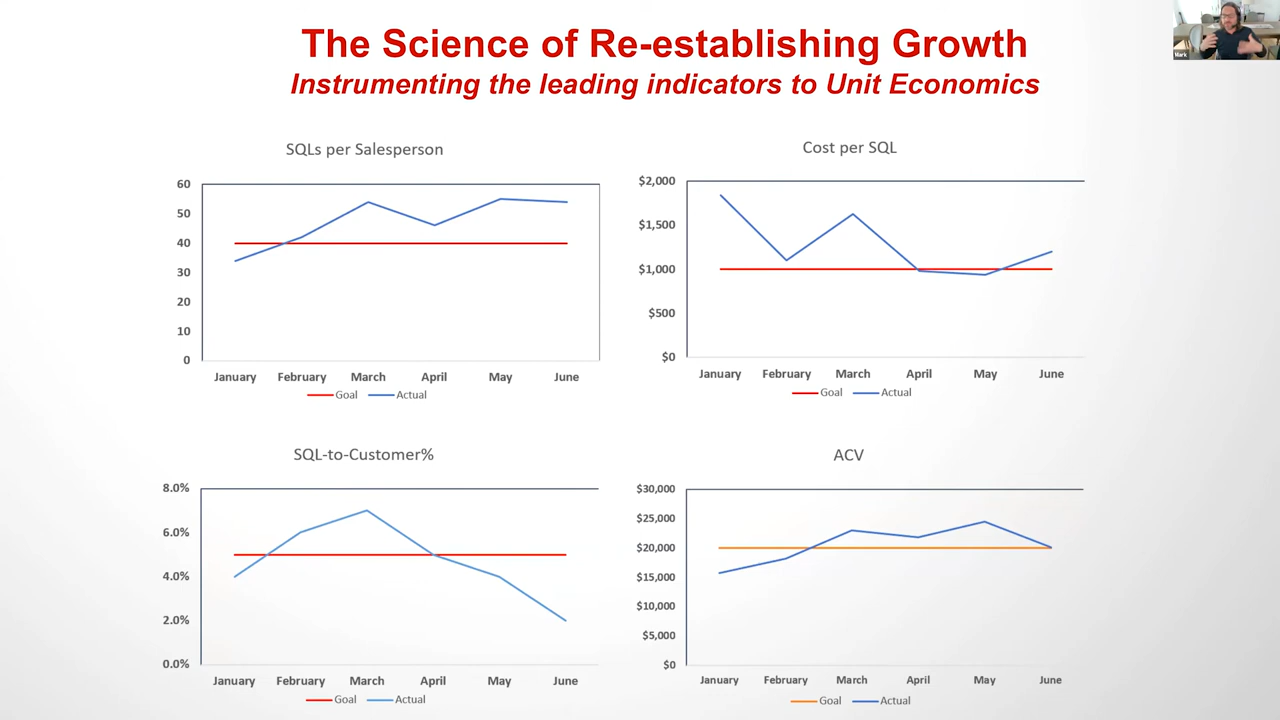 The Science of Re-establishing Growth
Instrumenting the leading indicators to Unit Economics
Mark
SQLs per Salesperson
60
50
40
30
20
10
0
January February March April May June
Goal Actual
Cost per SQL
$2,000
$1,500
$1,000
$500
$0
January February March April May June
Goal Actual
SQL-to-Customer%
8.0%
6.0%
4.0%
2.0%
0.0%
January February March April May June
Goal Actual
ACV
$30,000
$25,000
$20,000
$15,000
$10,000
$5,000
$0
January February March April May June
Goal Actual